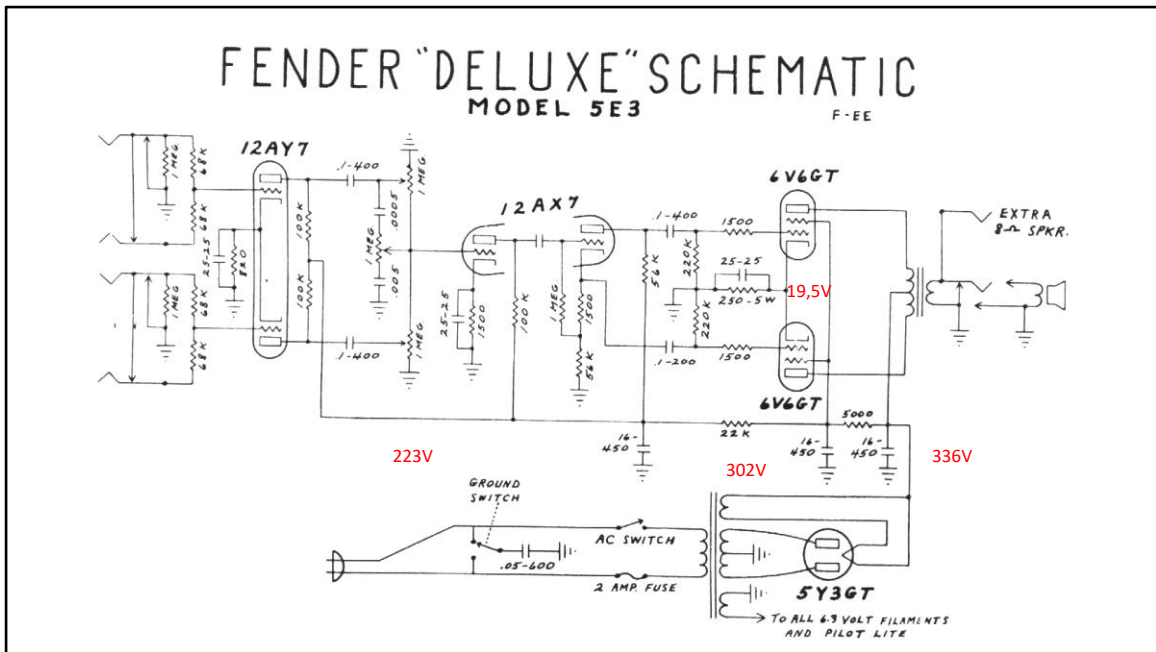 FENDER "DELUXE" SCHEMATIC
MODEL 5E3
F-EE
12AY7
1 MEG.
68K
68K
25-25
820
1 MEG
68K
68K
100K
100K
.1-400
.1-400
1 MEG.
.0005
1 MEG.
.005
1 MEG
12AX7
25-25
1500
100K
1 MEG
1500
56K
56K
.1-400
.1-200
220K
220K
1500
25-25
250-5W
19,5V
1500
6V6GT
6V6GT
EXTRA
8-Ω SPKR.
5000
22K
16-
450
16-
450
16-
450
223V
302V
336V
GROUND
SWITCH
.05-600
AC SWITCH
2 AMP. FUSE
5Y3GT
TO ALL 6.3 VOLT FILAMENTS
AND PILOT LITE